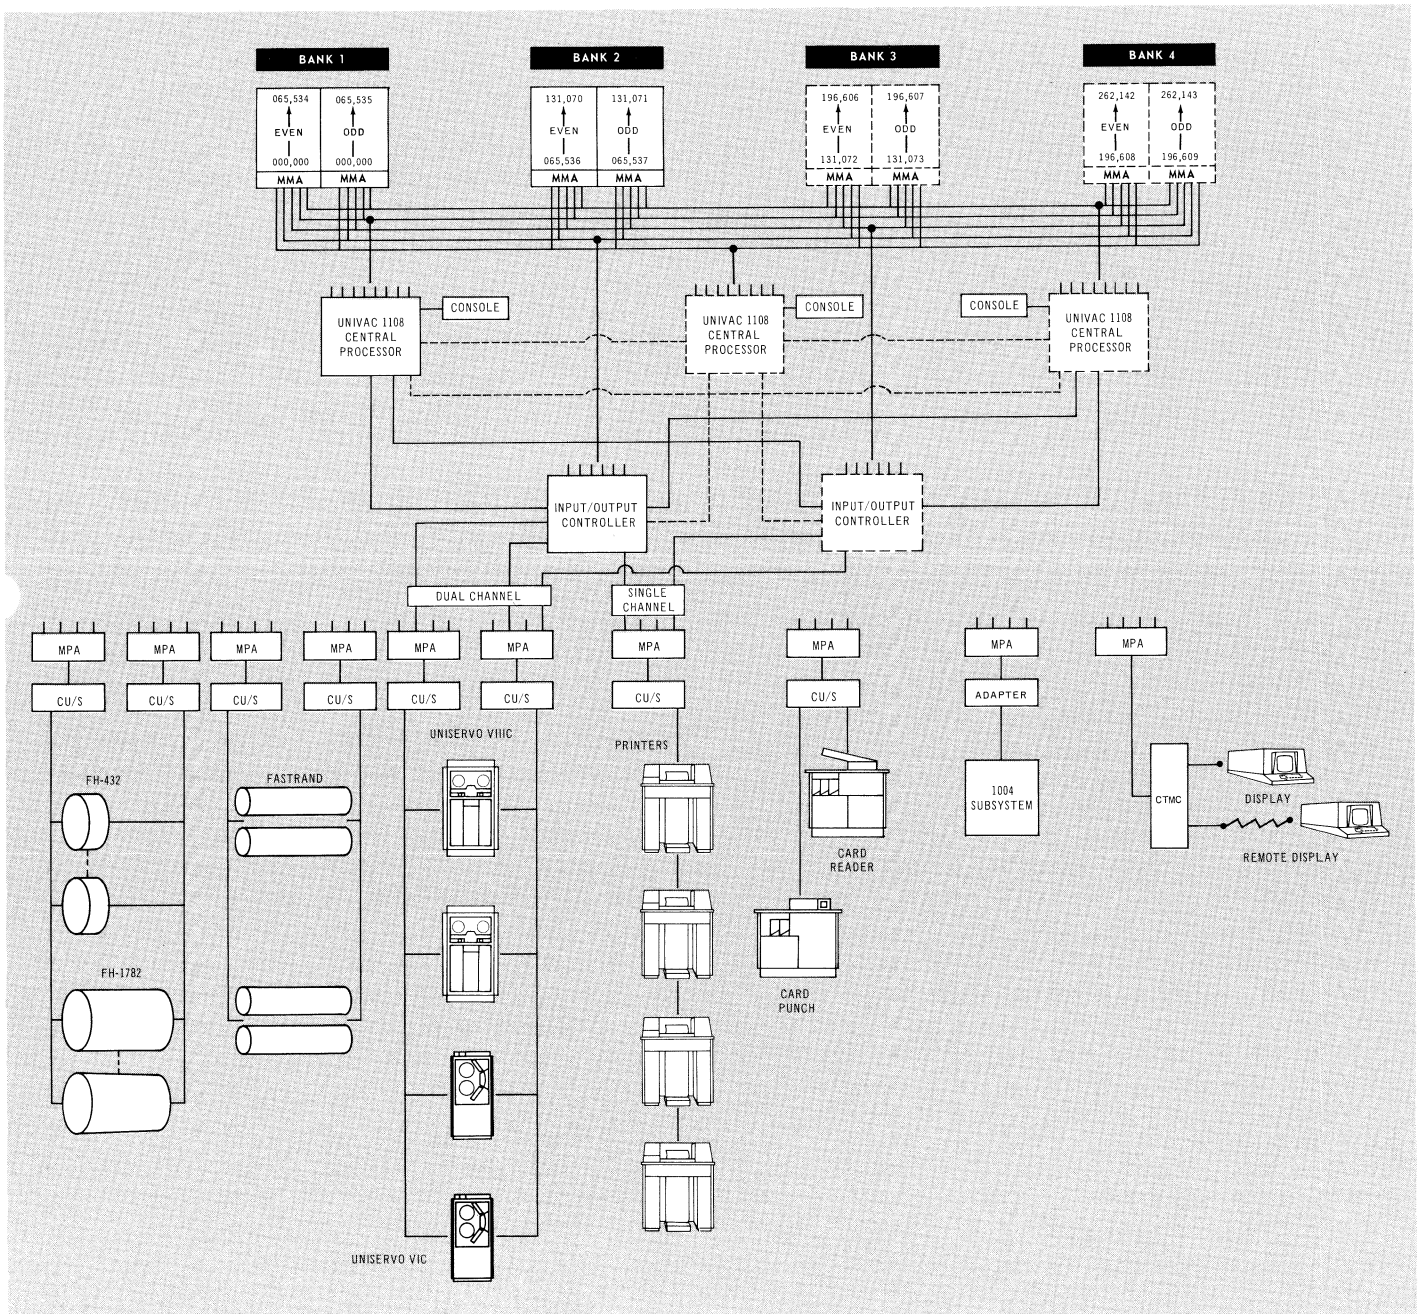 BANK 1
BANK 2
BANK 3
BANK 4
065,534
065,535
131,070
131,071
196,606
196,607
262,142
262,143
EVEN
ODD
EVEN
ODD
EVEN
ODD
EVEN
ODD
000,000
000,000
065,536
065,537
131,072
131,073
196,608
196,609
MMA
MMA
MMA
MMA
MMA
MMA
MMA
MMA
UNIVAC 1108
CENTRAL
PROCESSOR
CONSOLE
UNIVAC 1108
CENTRAL
PROCESSOR
CONSOLE
CONSOLE
UNIVAC 1108
CENTRAL
PROCESSOR
INPUT/OUTPUT
CONTROLLER
INPUT/OUTPUT
CONTROLLER
DUAL CHANNEL
SINGLE
CHANNEL
MPA
MPA
MPA
MPA
MPA
MPA
MPA
MPA
MPA
MPA
CU/S
CU/S
CU/S
CU/S
CU/S
CU/S
CU/S
CU/S
ADAPTER
UNISERVO VIIIC
PRINTERS
FH-432
FASTRAND
1004
SUBSYSTEM
CTMC
DISPLAY
REMOTE DISPLAY
CARD
READER
FH-1782
CARD
PUNCH
UNISERVO VIC